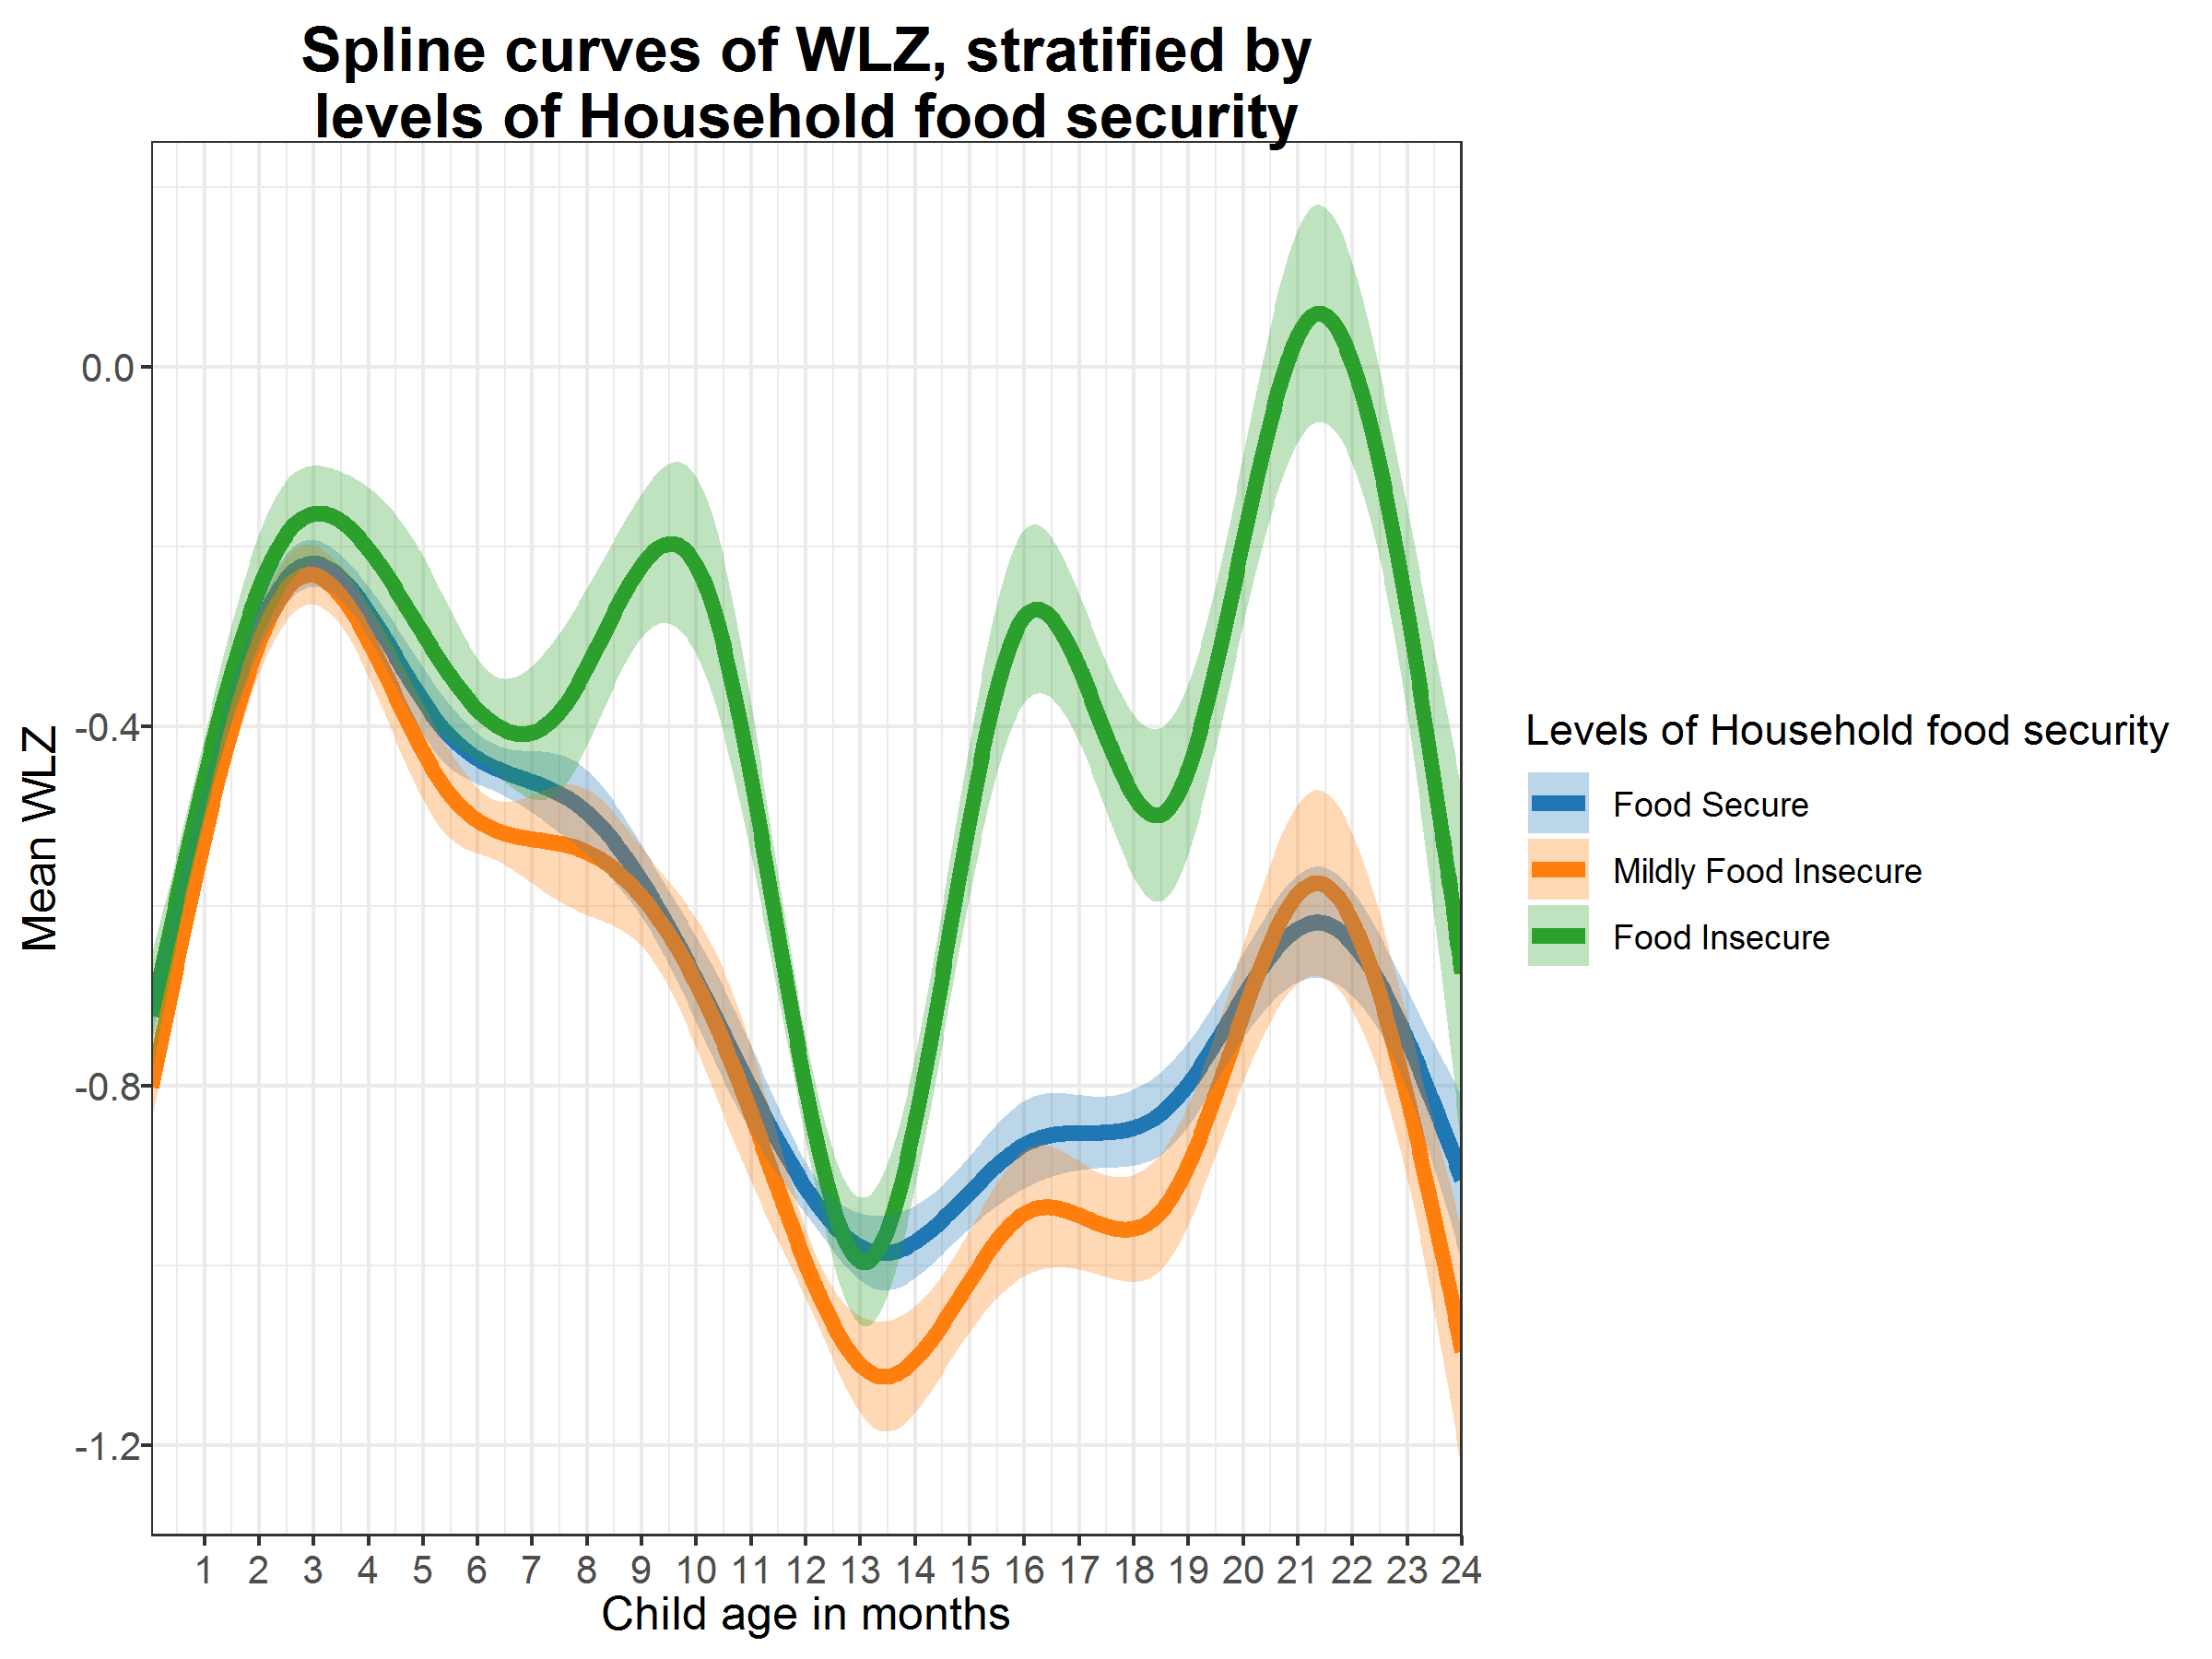 Spline curves of WLZ, stratified by
levels of Household food security
Mean WLZ
0.0
-0.4
-0.8
-1.2
1 2 3 4 5 6 7 8 9 10 11 12 13 14 15 16 17 18 19 20 21 22 23 24
Child age in months
Levels of Household food security
Food Secure
Mildly Food Insecure
Food Insecure